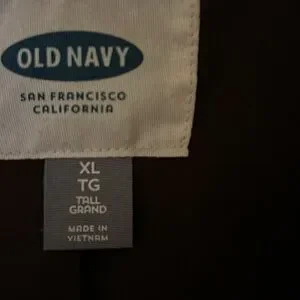 OLD NAVY
SAN FRANCISCO
CALIFORNIA
XL
TG
TALL
GRAND
MADE IN
VIETNAM